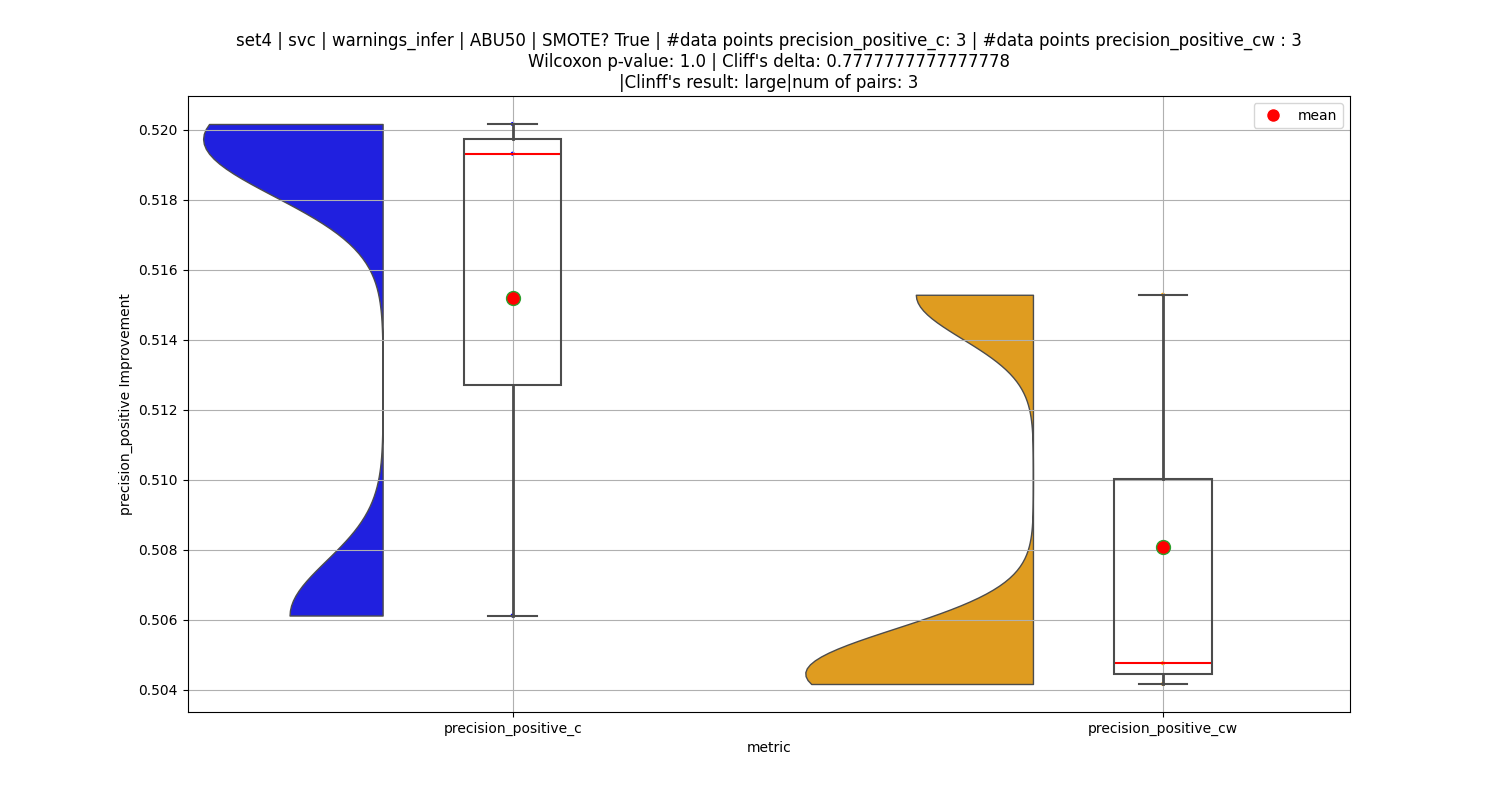 set4 | svc | warnings_infer | ABU50 | SMOTE? True | #data points precision_positive_c: 3 | #data points precision_positive_cw : 3
Wilcoxon p-value: 1.0 | Cliff's delta: 0.7777777777777778
|Clinff's result: large|num of pairs: 3
mean
precision_positive Improvement
0.520
0.518
0.516
0.514
0.512
0.510
0.508
0.506
0.504
precision_positive_c
precision_positive_cw
metric